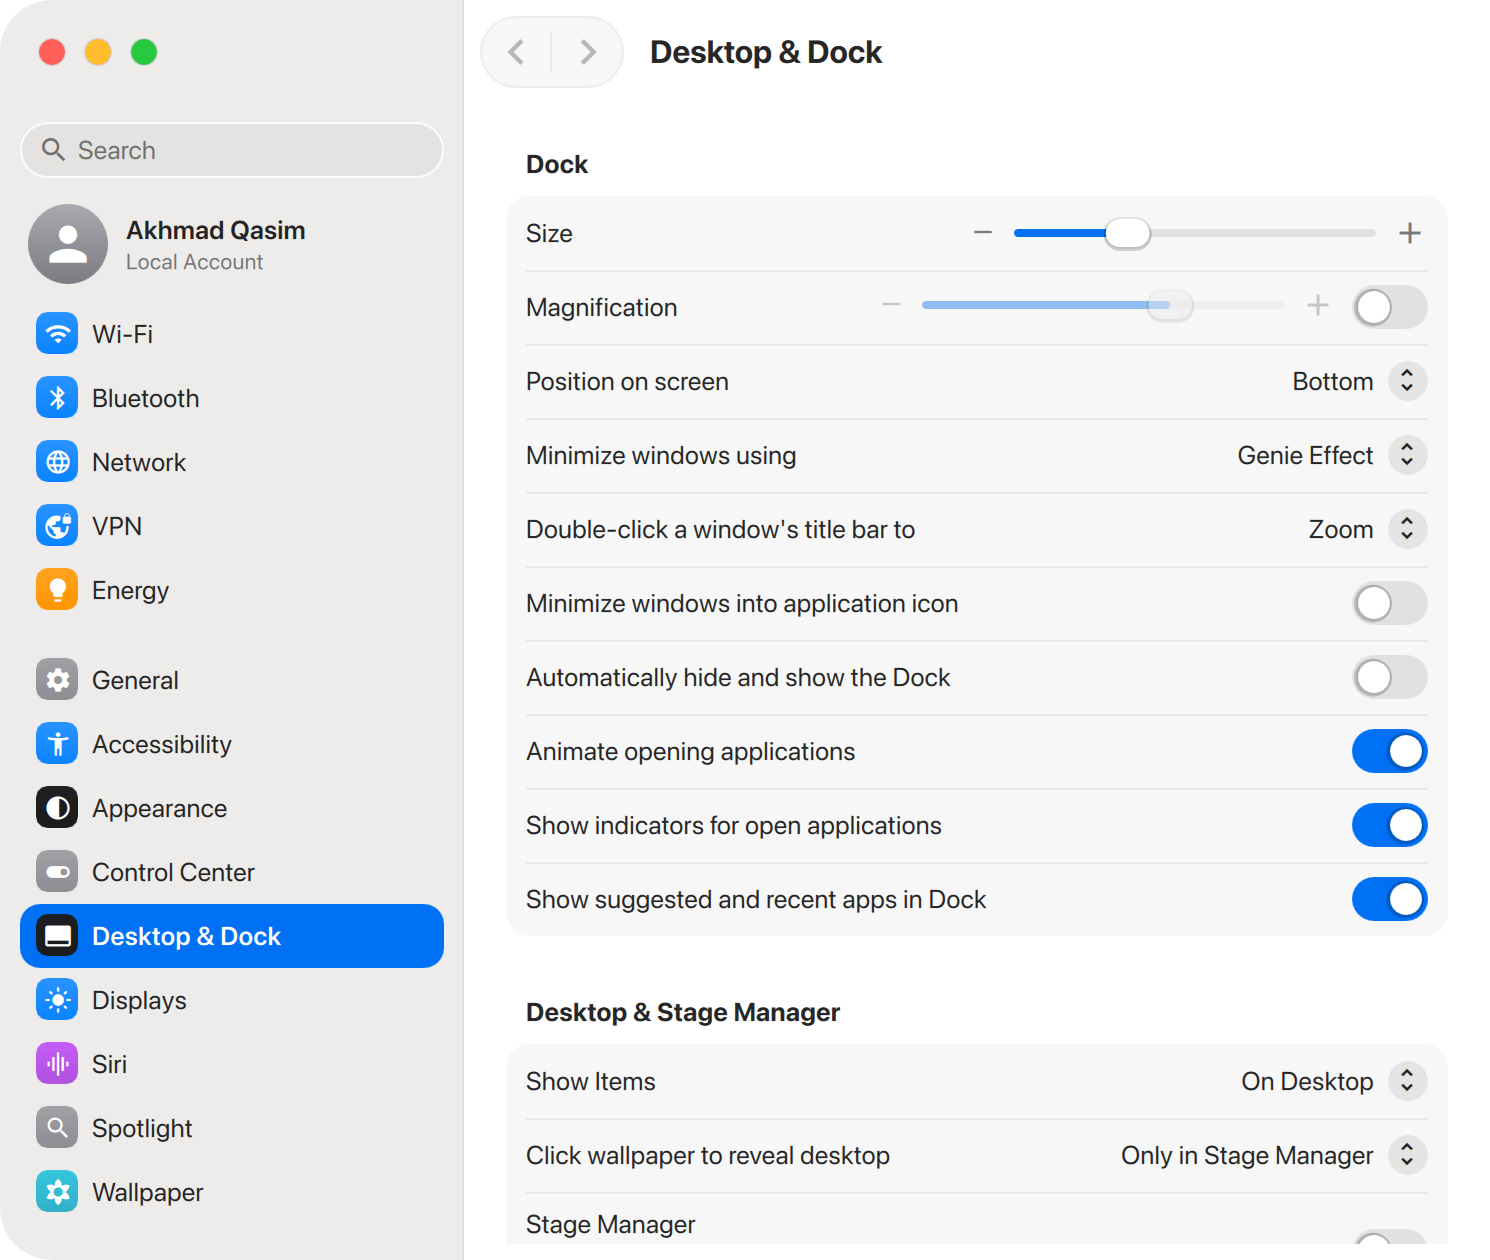 Desktop & Dock
Search
Akhmad Qasim
Local Account
Wi-Fi
Bluetooth
Network
VPN
Energy
General
Accessibility
Appearance
Control Center
Desktop & Dock
Displays
Siri
Spotlight
Wallpaper
Dock
Size
Magnification
Position on screen Bottom
Minimize windows using Genie Effect
Double-click a window's title bar to Zoom
Minimize windows into application icon
Automatically hide and show the Dock
Animate opening applications
Show indicators for open applications
Show suggested and recent apps in Dock
Desktop & Stage Manager
Show Items On Desktop
Click wallpaper to reveal desktop Only in Stage Manager
Stage Manager